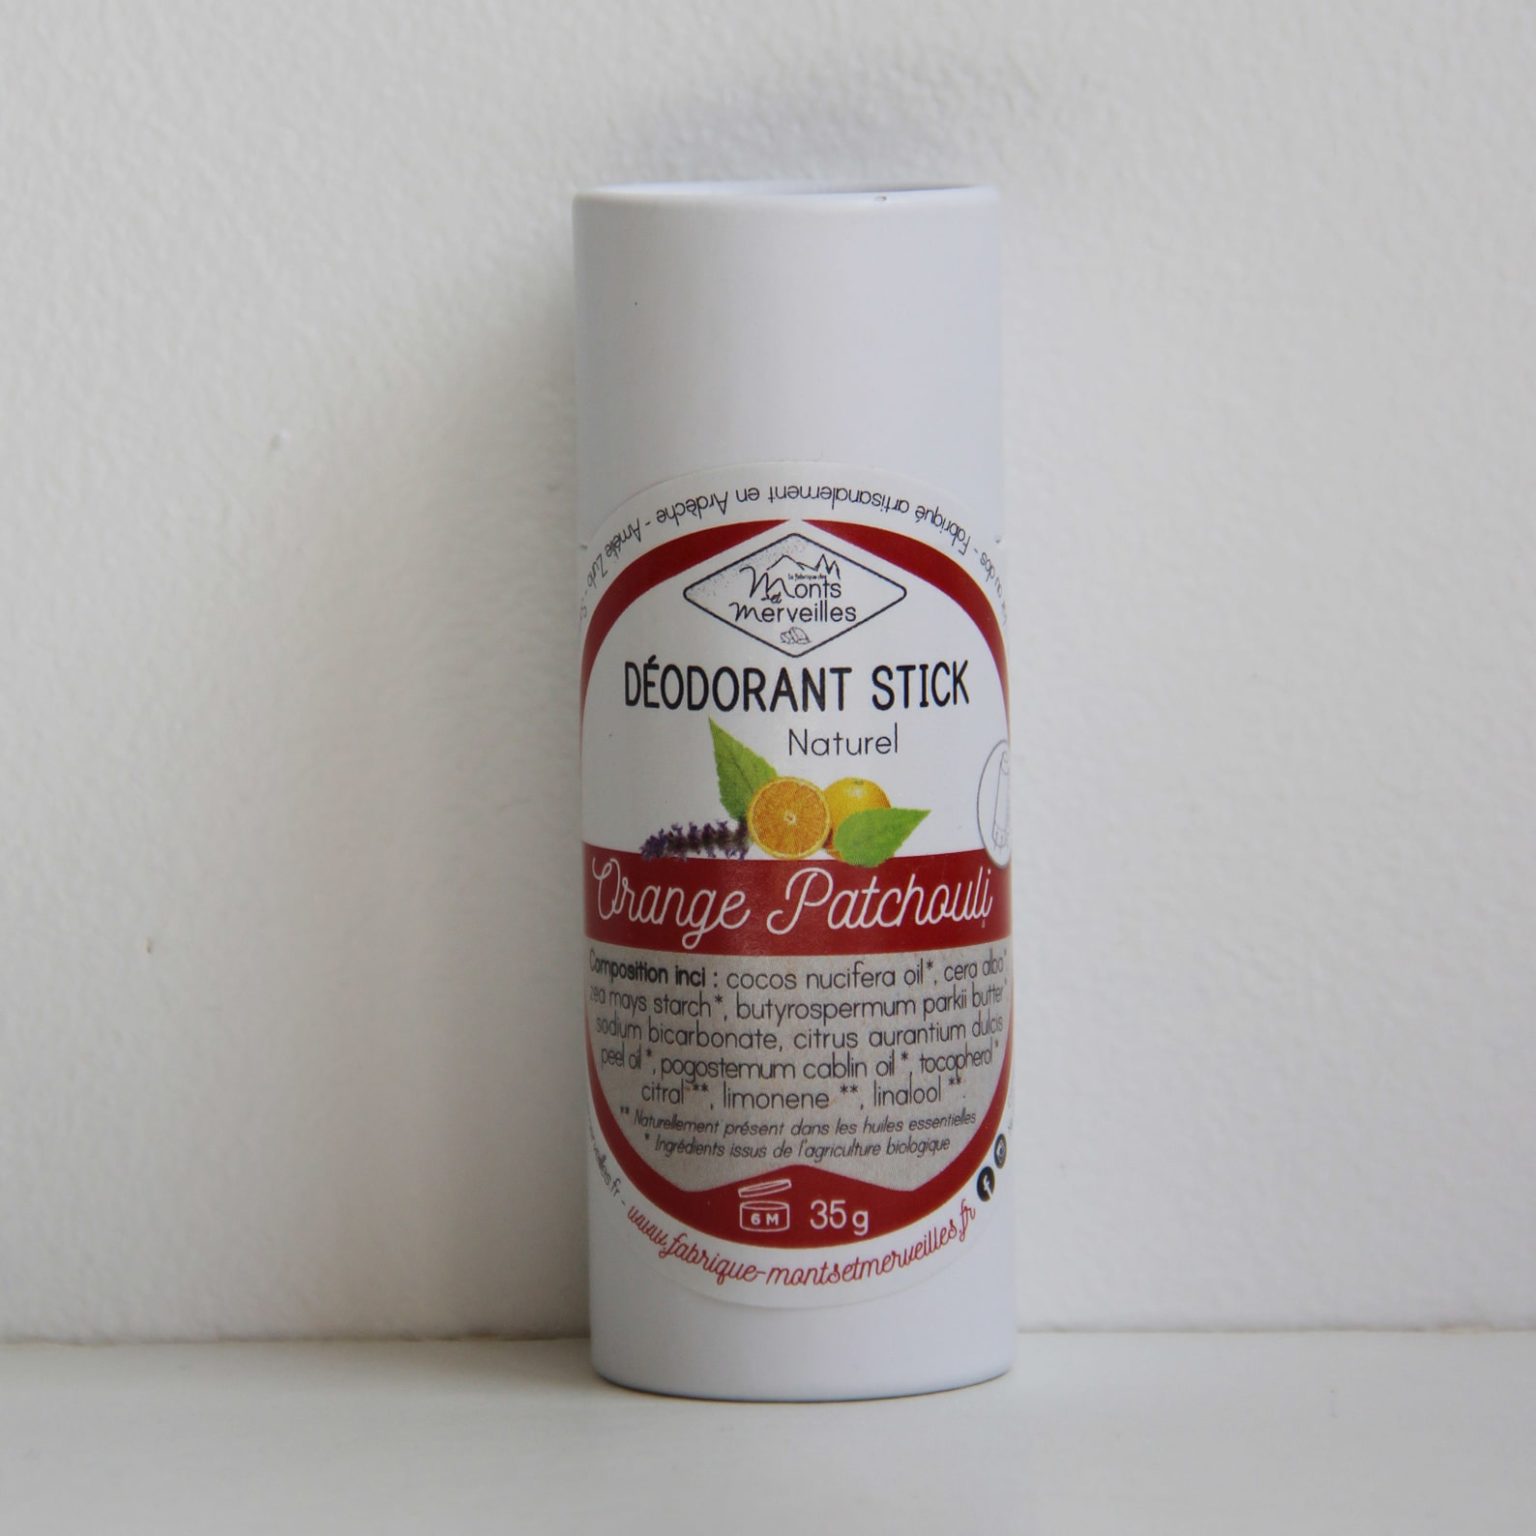 au dos - Fabriqué artisanalement en Ardèche - Amélie Zurlo
la fabrique des
Monts
et
merveilles
DÉODORANT STICK
Naturel
Orange Patchouli
Composition inci : cocos nucifera oil*, cera alba*
zea mays starch*, butyrospermum parkii butter*
sodium bicarbonate, citrus aurantium dulcis
peel oil*, pogostemum cablin oil*, tocopherol*
citral**, limonene **, linalool **.
** Naturellement présent dans les huiles essentielles
* Ingrédients issus de l'agriculture biologique
6 M 35g
www.fabrique-montsetmerveilles.fr